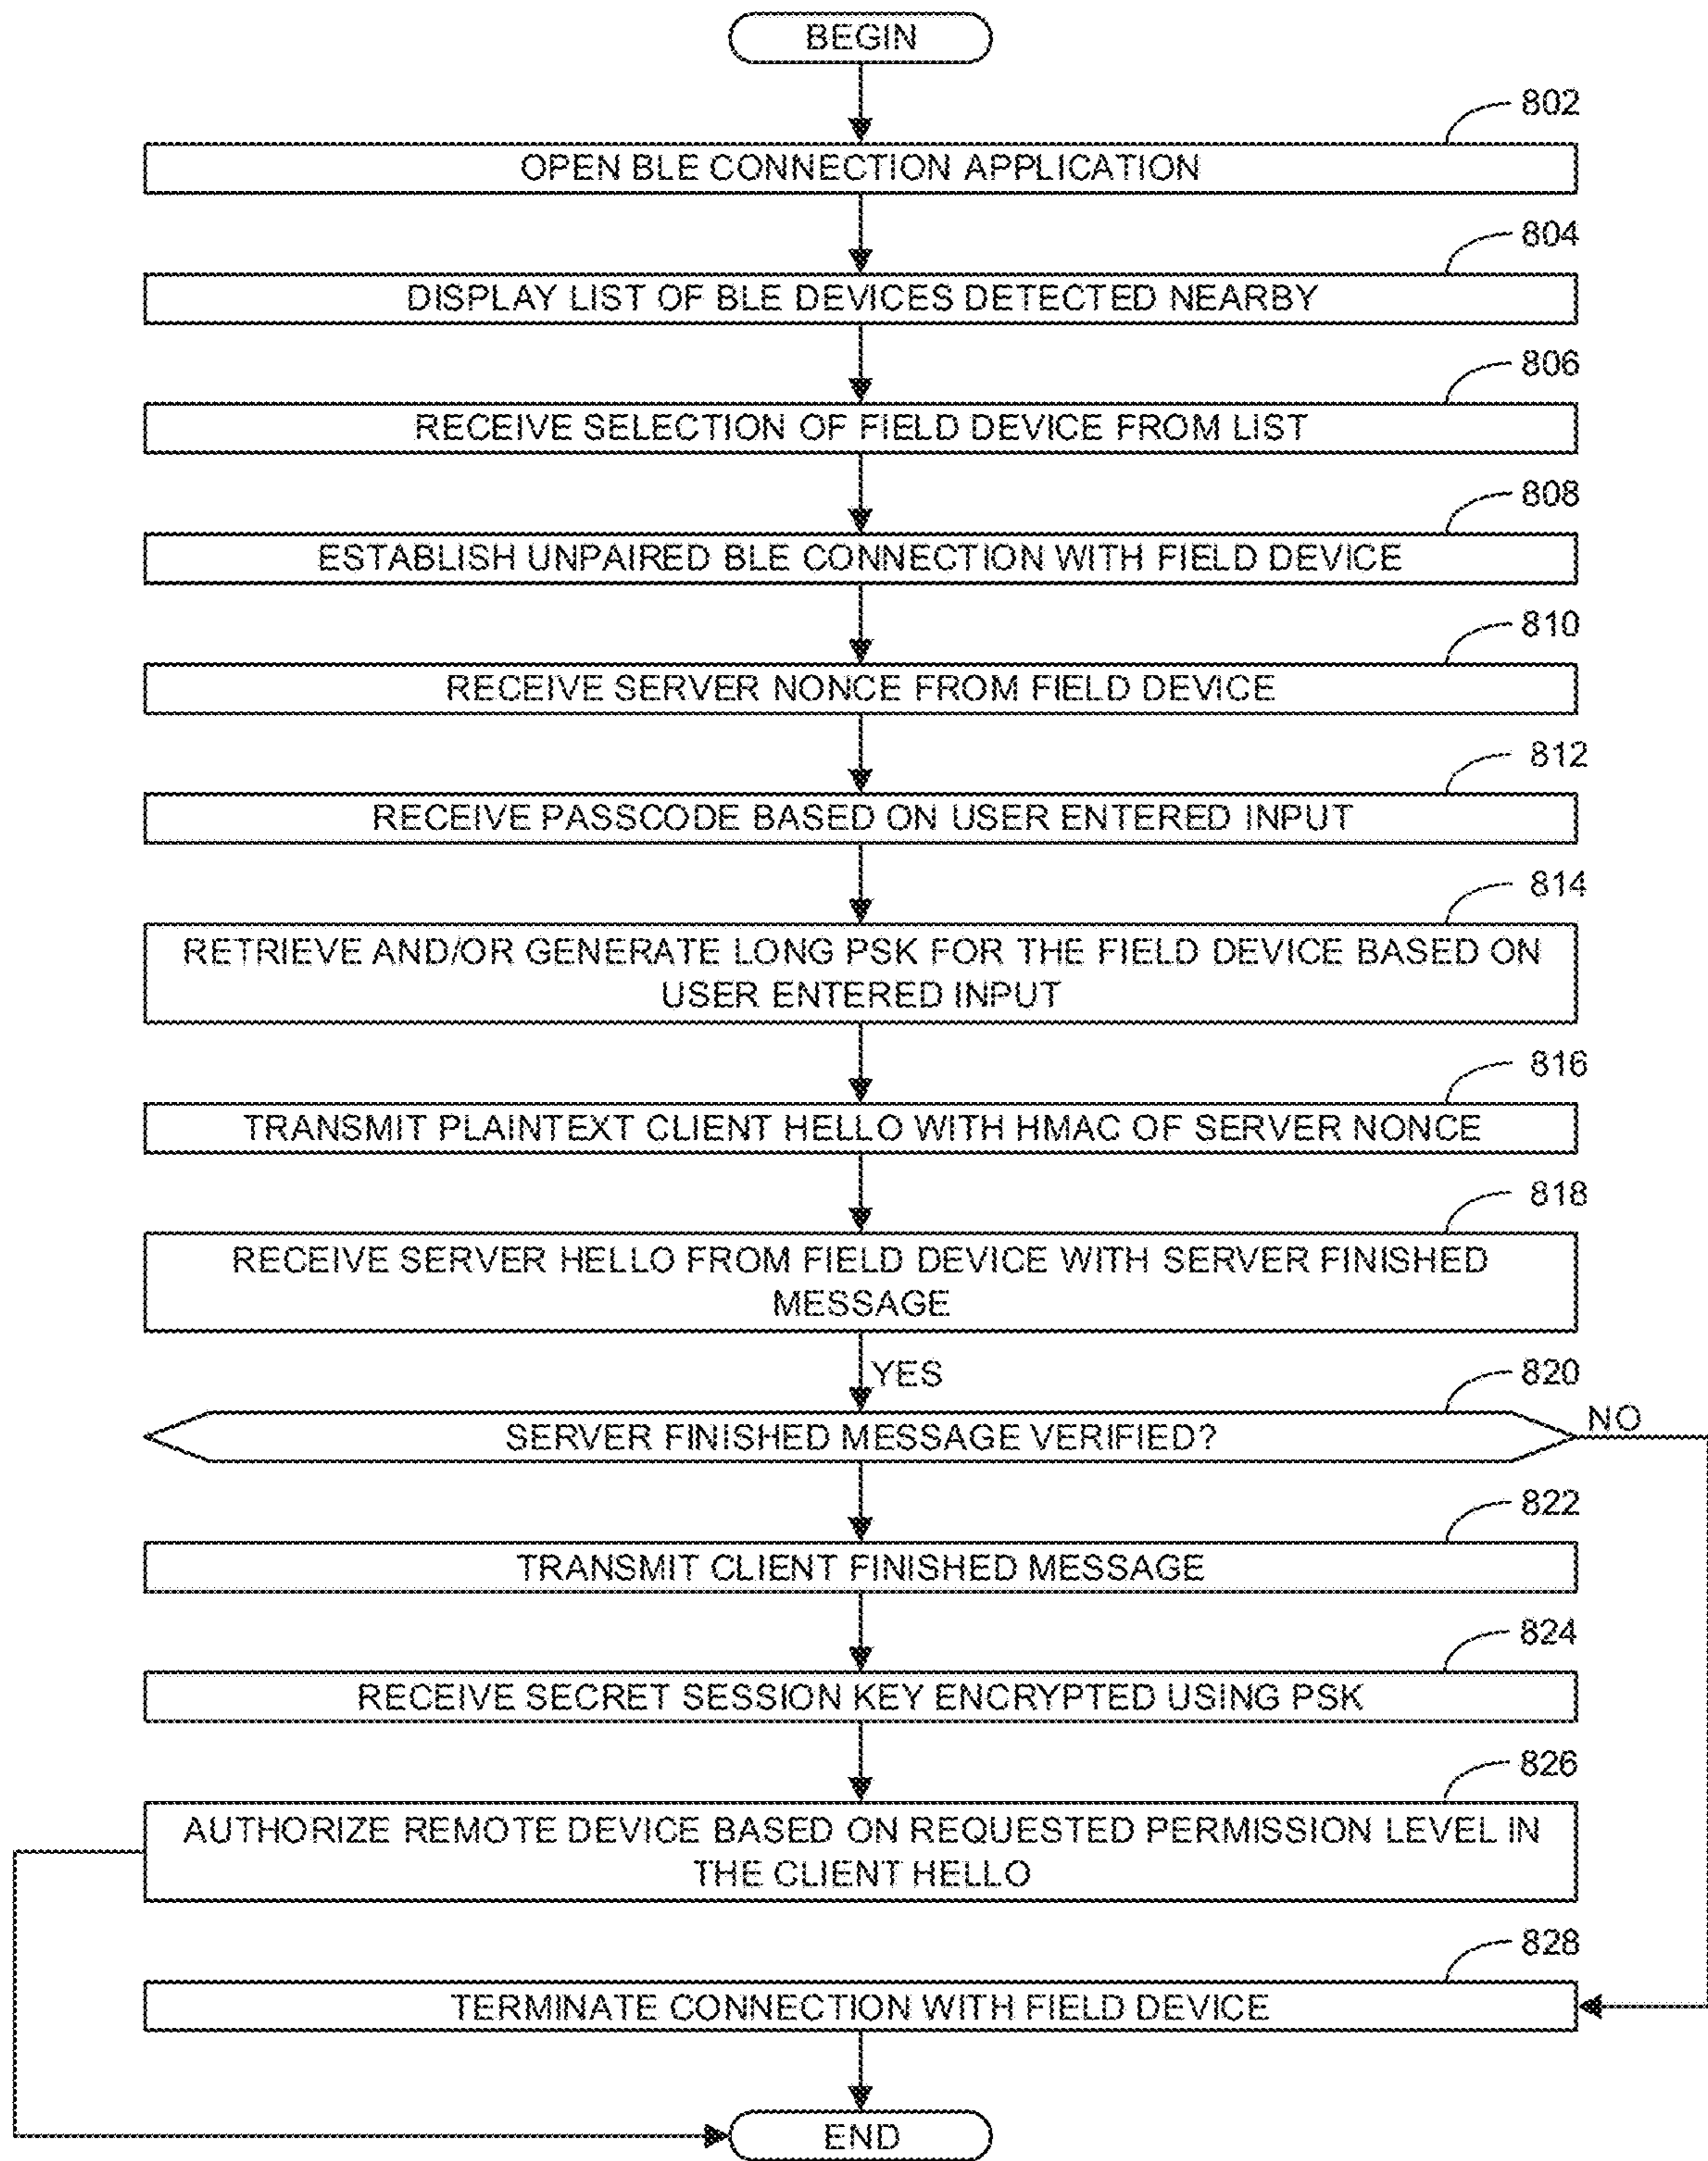 BEGIN
802
OPEN BLE CONNECTION APPLICATION
804
DISPLAY LIST OF BLE DEVICES DETECTED NEARBY
806
RECEIVE SELECTION OF FIELD DEVICE FROM LIST
808
ESTABLISH UNPAIRED BLE CONNECTION WITH FIELD DEVICE
810
RECEIVE SERVER NONCE FROM FIELD DEVICE
812
RECEIVE PASSCODE BASED ON USER ENTERED INPUT
814
RETRIEVE AND/OR GENERATE LONG PSK FOR THE FIELD DEVICE BASED ON
USER ENTERED INPUT
816
TRANSMIT PLAINTEXT CLIENT HELLO WITH HMAC OF SERVER NONCE
818
RECEIVE SERVER HELLO FROM FIELD DEVICE WITH SERVER FINISHED
MESSAGE
YES
820
SERVER FINISHED MESSAGE VERIFIED?
NO
822
TRANSMIT CLIENT FINISHED MESSAGE
824
RECEIVE SECRET SESSION KEY ENCRYPTED USING PSK
826
AUTHORIZE REMOTE DEVICE BASED ON REQUESTED PERMISSION LEVEL IN
THE CLIENT HELLO
828
TERMINATE CONNECTION WITH FIELD DEVICE
END